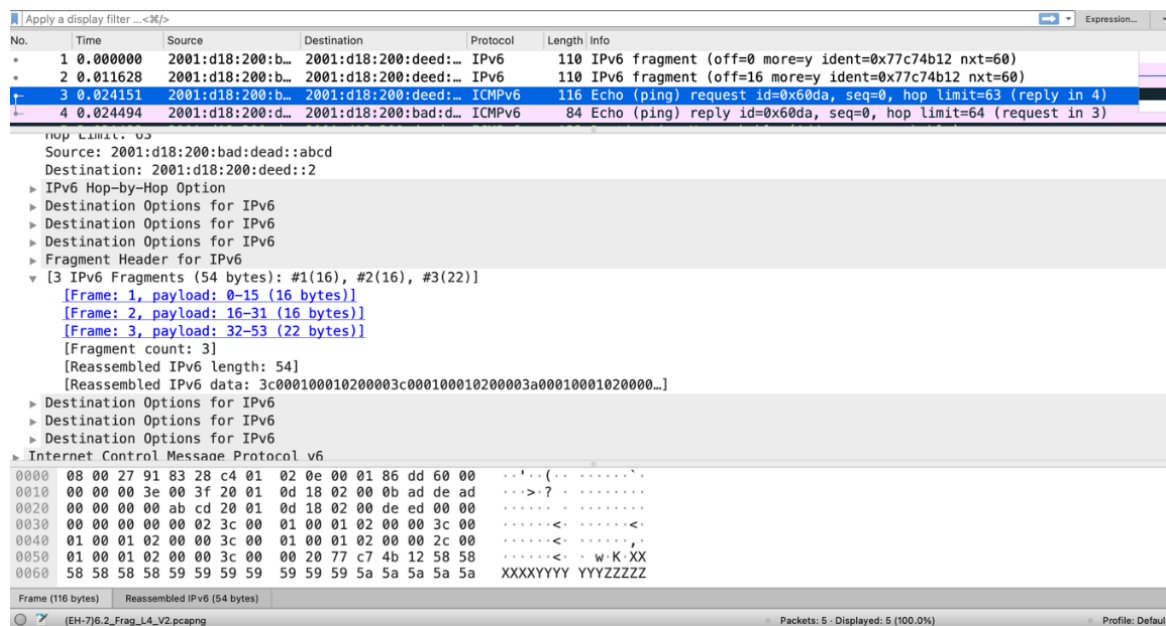 Apply a display filter ...<⌘/> Expression...
No. Time Source Destination Protocol Length Info
1 0.000000 2001:d18:200:b… 2001:d18:200:deed:… IPv6 110 IPv6 fragment (off=0 more=y ident=0x77c74b12 nxt=60)
2 0.011628 2001:d18:200:b… 2001:d18:200:deed:… IPv6 110 IPv6 fragment (off=16 more=y ident=0x77c74b12 nxt=60)
3 0.024151 2001:d18:200:b… 2001:d18:200:deed:… ICMPv6 116 Echo (ping) request id=0x60da, seq=0, hop limit=63 (reply in 4)
4 0.024494 2001:d18:200:d… 2001:d18:200:bad:d… ICMPv6 84 Echo (ping) reply id=0x60da, seq=0, hop limit=64 (request in 3)
Hop Limit: 63
Source: 2001:d18:200:bad:dead::abcd
Destination: 2001:d18:200:deed::2
IPv6 Hop-by-Hop Option
Destination Options for IPv6
Destination Options for IPv6
Destination Options for IPv6
Fragment Header for IPv6
[3 IPv6 Fragments (54 bytes): #1(16), #2(16), #3(22)]
[Frame: 1, payload: 0-15 (16 bytes)]
[Frame: 2, payload: 16-31 (16 bytes)]
[Frame: 3, payload: 32-53 (22 bytes)]
[Fragment count: 3]
[Reassembled IPv6 length: 54]
[Reassembled IPv6 data: 3c000100010200003c000100010200003a00010001020000…]
Destination Options for IPv6
Destination Options for IPv6
Destination Options for IPv6
Internet Control Message Protocol v6
0000 08 00 27 91 83 28 c4 01 02 0e 00 01 86 dd 60 00 ··'··(·· ······`·
0010 00 00 00 3e 00 3f 20 01 0d 18 02 00 0b ad de ad ···>·? · ········
0020 00 00 00 00 ab cd 20 01 0d 18 02 00 de ed 00 00 ······ · ········
0030 00 00 00 00 00 02 3c 00 01 00 01 02 00 00 3c 00 ······<· ······<·
0040 01 00 01 02 00 00 3c 00 01 00 01 02 00 00 2c 00 ······<· ······,·
0050 01 00 01 02 00 00 3c 00 00 20 77 c7 4b 12 58 58 ······<· · w·K·XX
0060 58 58 58 58 59 59 59 59 59 59 59 5a 5a 5a 5a 5a XXXXYYYY YYYZZZZZ
Frame (116 bytes) Reassembled IPv6 (54 bytes)
(EH-7)6.2_Frag_L4_V2.pcapng Packets: 5 · Displayed: 5 (100.0%) Profile: Defaul